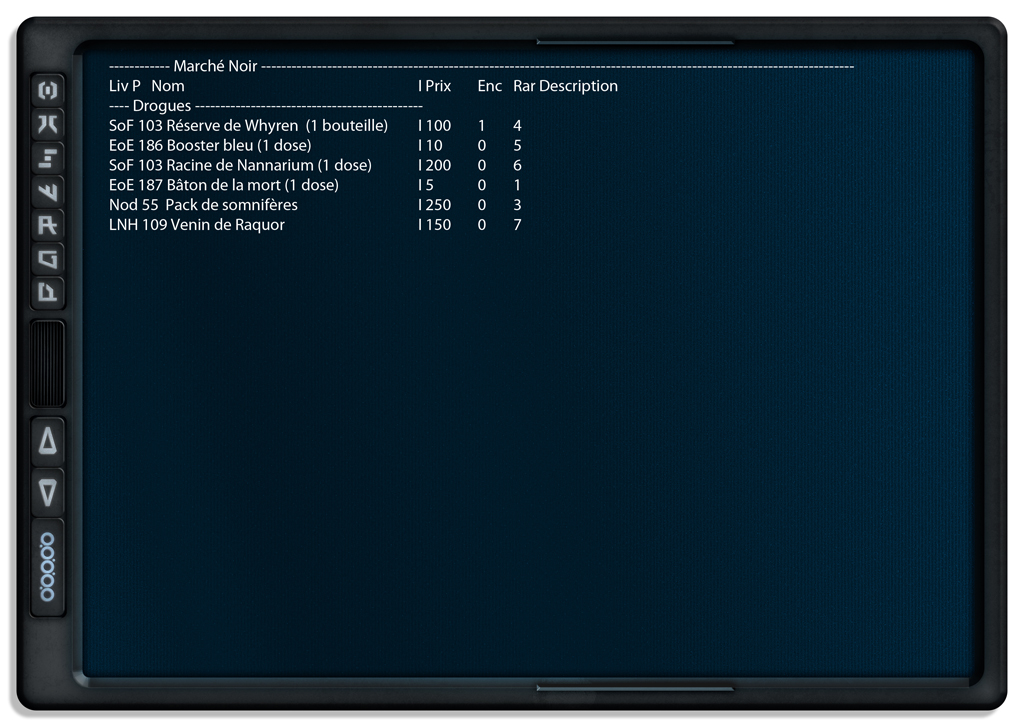 ------------ Marché Noir ----------------------------------------------------------------------------------------------------------------------
Liv P Nom I Prix Enc Rar Description
---- Drogues ---------------------------------------------
SoF 103 Réserve de Whyren (1 bouteille) I 100 1 4
EoE 186 Booster bleu (1 dose) I 10 0 5
SoF 103 Racine de Nannarium (1 dose) I 200 0 6
EoE 187 Bâton de la mort (1 dose) I 5 0 1
Nod 55 Pack de somnifères I 250 0 3
LNH 109 Venin de Raquor I 150 0 7